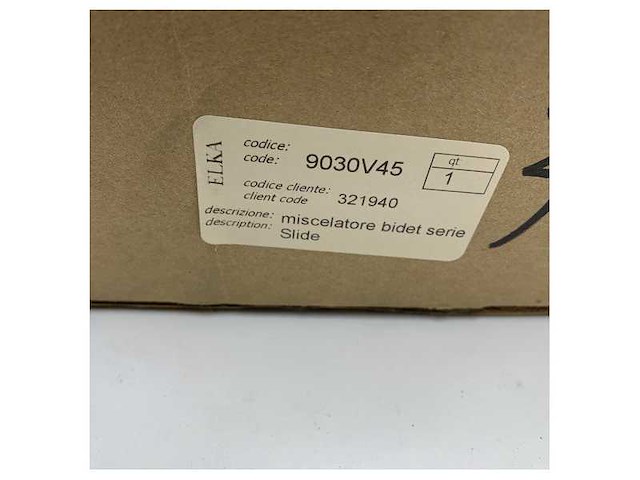 ELKA
codice:
code: 9030V45
qt
1
codice cliente:
client code 321940
descrizione: miscelatore bidet serie
description: Slide